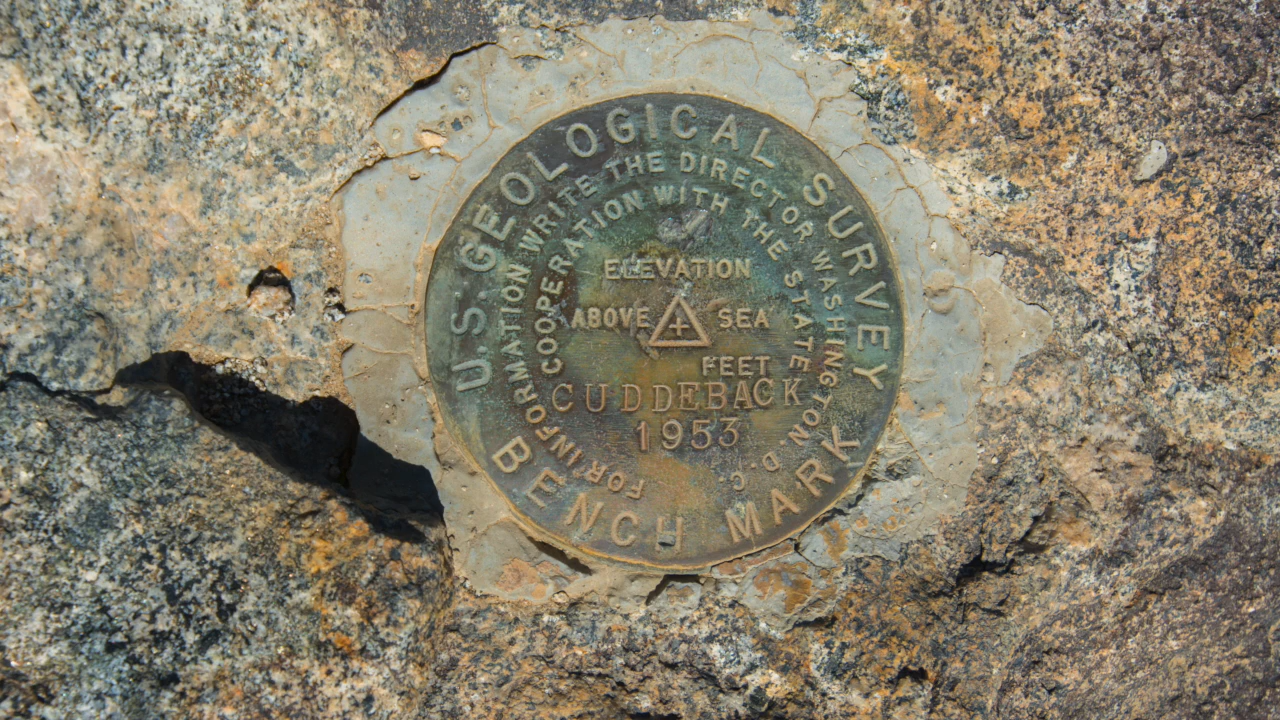 U.S. GEOLOGICAL SURVEY
FOR INFORMATION WRITE THE DIRECTOR WASHINGTON, D.C.
COOPERATION WITH THE STATE
ELEVATION
ABOVE SEA
FEET
CUDDEBACK
1953
BENCH MARK